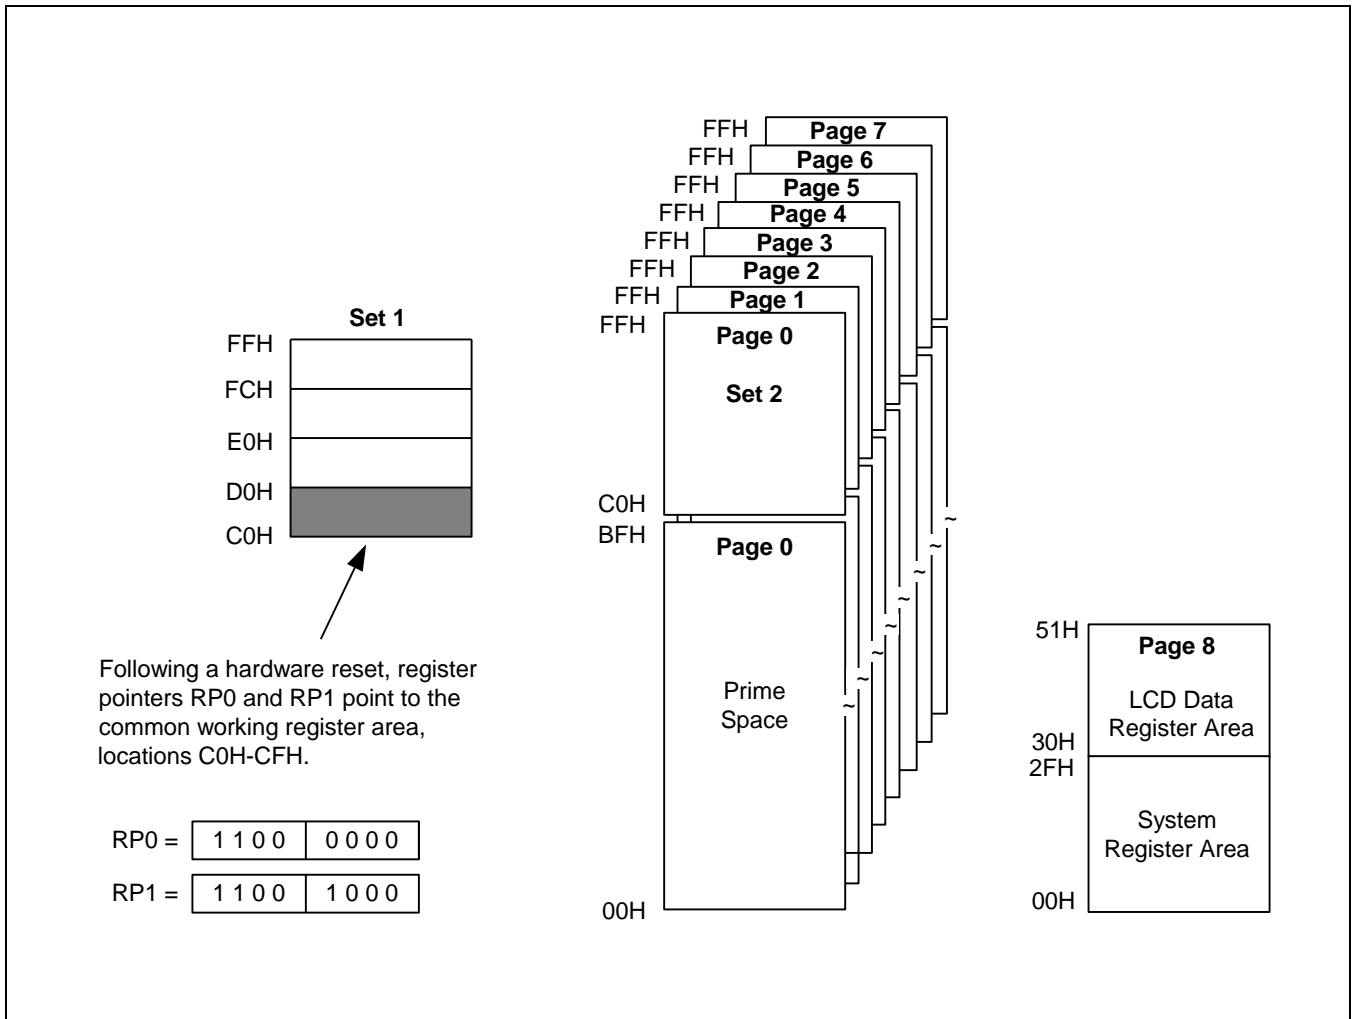 Set 1
FFH
FCH
E0H
D0H
C0H
Following a hardware reset, register
pointers RP0 and RP1 point to the
common working register area,
locations C0H-CFH.
RP0 = 1 1 0 0 0 0 0 0
RP1 = 1 1 0 0 1 0 0 0
FFH Page 7
FFH Page 6
FFH Page 5
FFH Page 4
FFH Page 3
FFH Page 2
FFH Page 1
FFH Page 0
Set 2
C0H
BFH Page 0
Prime
Space
00H
~
~
~
~
~
~
~
~
51H
Page 8
LCD Data
Register Area
30H
2FH
System
Register Area
00H